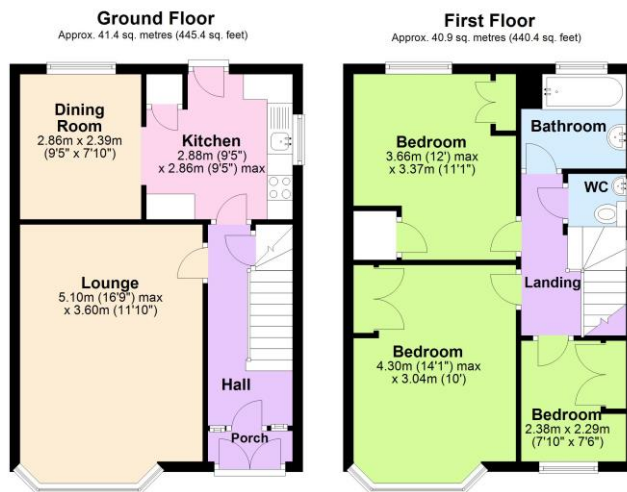 Ground Floor
Approx. 41.4 sq. metres (445.4 sq. feet)
Dining
Room
2.86m x 2.39m
(9'5" x 7'10")
Kitchen
2.88m (9'5")
x 2.86m (9'5") max
Lounge
5.10m (16'9") max
x 3.60m (11'10")
Hall
Porch
First Floor
Approx. 40.9 sq. metres (440.4 sq. feet)
Bedroom
3.66m (12') max
x 3.37m (11'1")
Bathroom
WC
Landing
Bedroom
4.30m (14'1") max
x 3.04m (10')
Bedroom
2.38m x 2.29m
(7'10" x 7'6")